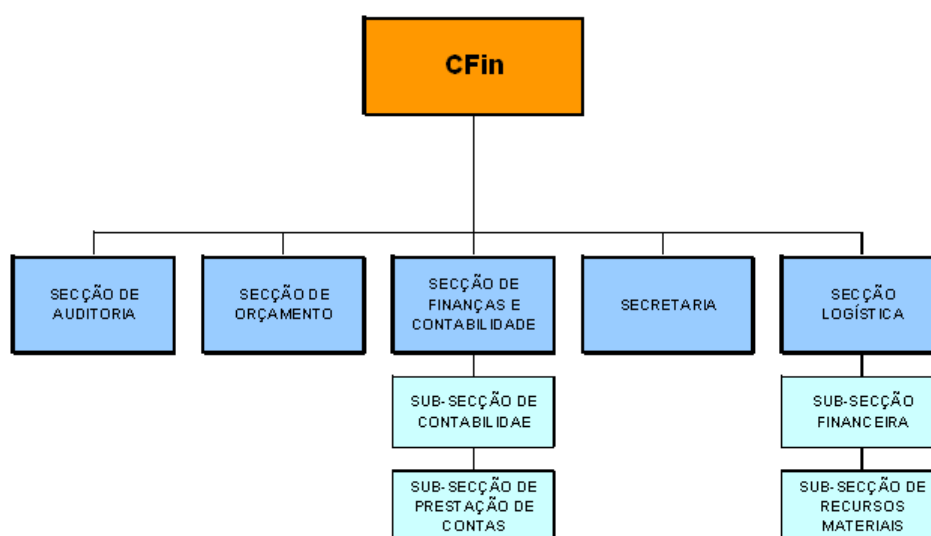 CFin
SECÇÃO DE
AUDITORIA
SECÇÃO DE
ORÇAMENTO
SECÇÃO DE
FINANÇAS E
CONTABILIDADE
SECRETARIA
SECÇÃO
LOGÍSTICA
SUB-SECÇÃO DE
CONTABILIDAE
SUB-SECÇÃO
FINANCEIRA
SUB-SECÇÃO DE
PRESTAÇÃO DE
CONTAS
SUB-SECÇÃO DE
RECURSOS
MATERIAIS